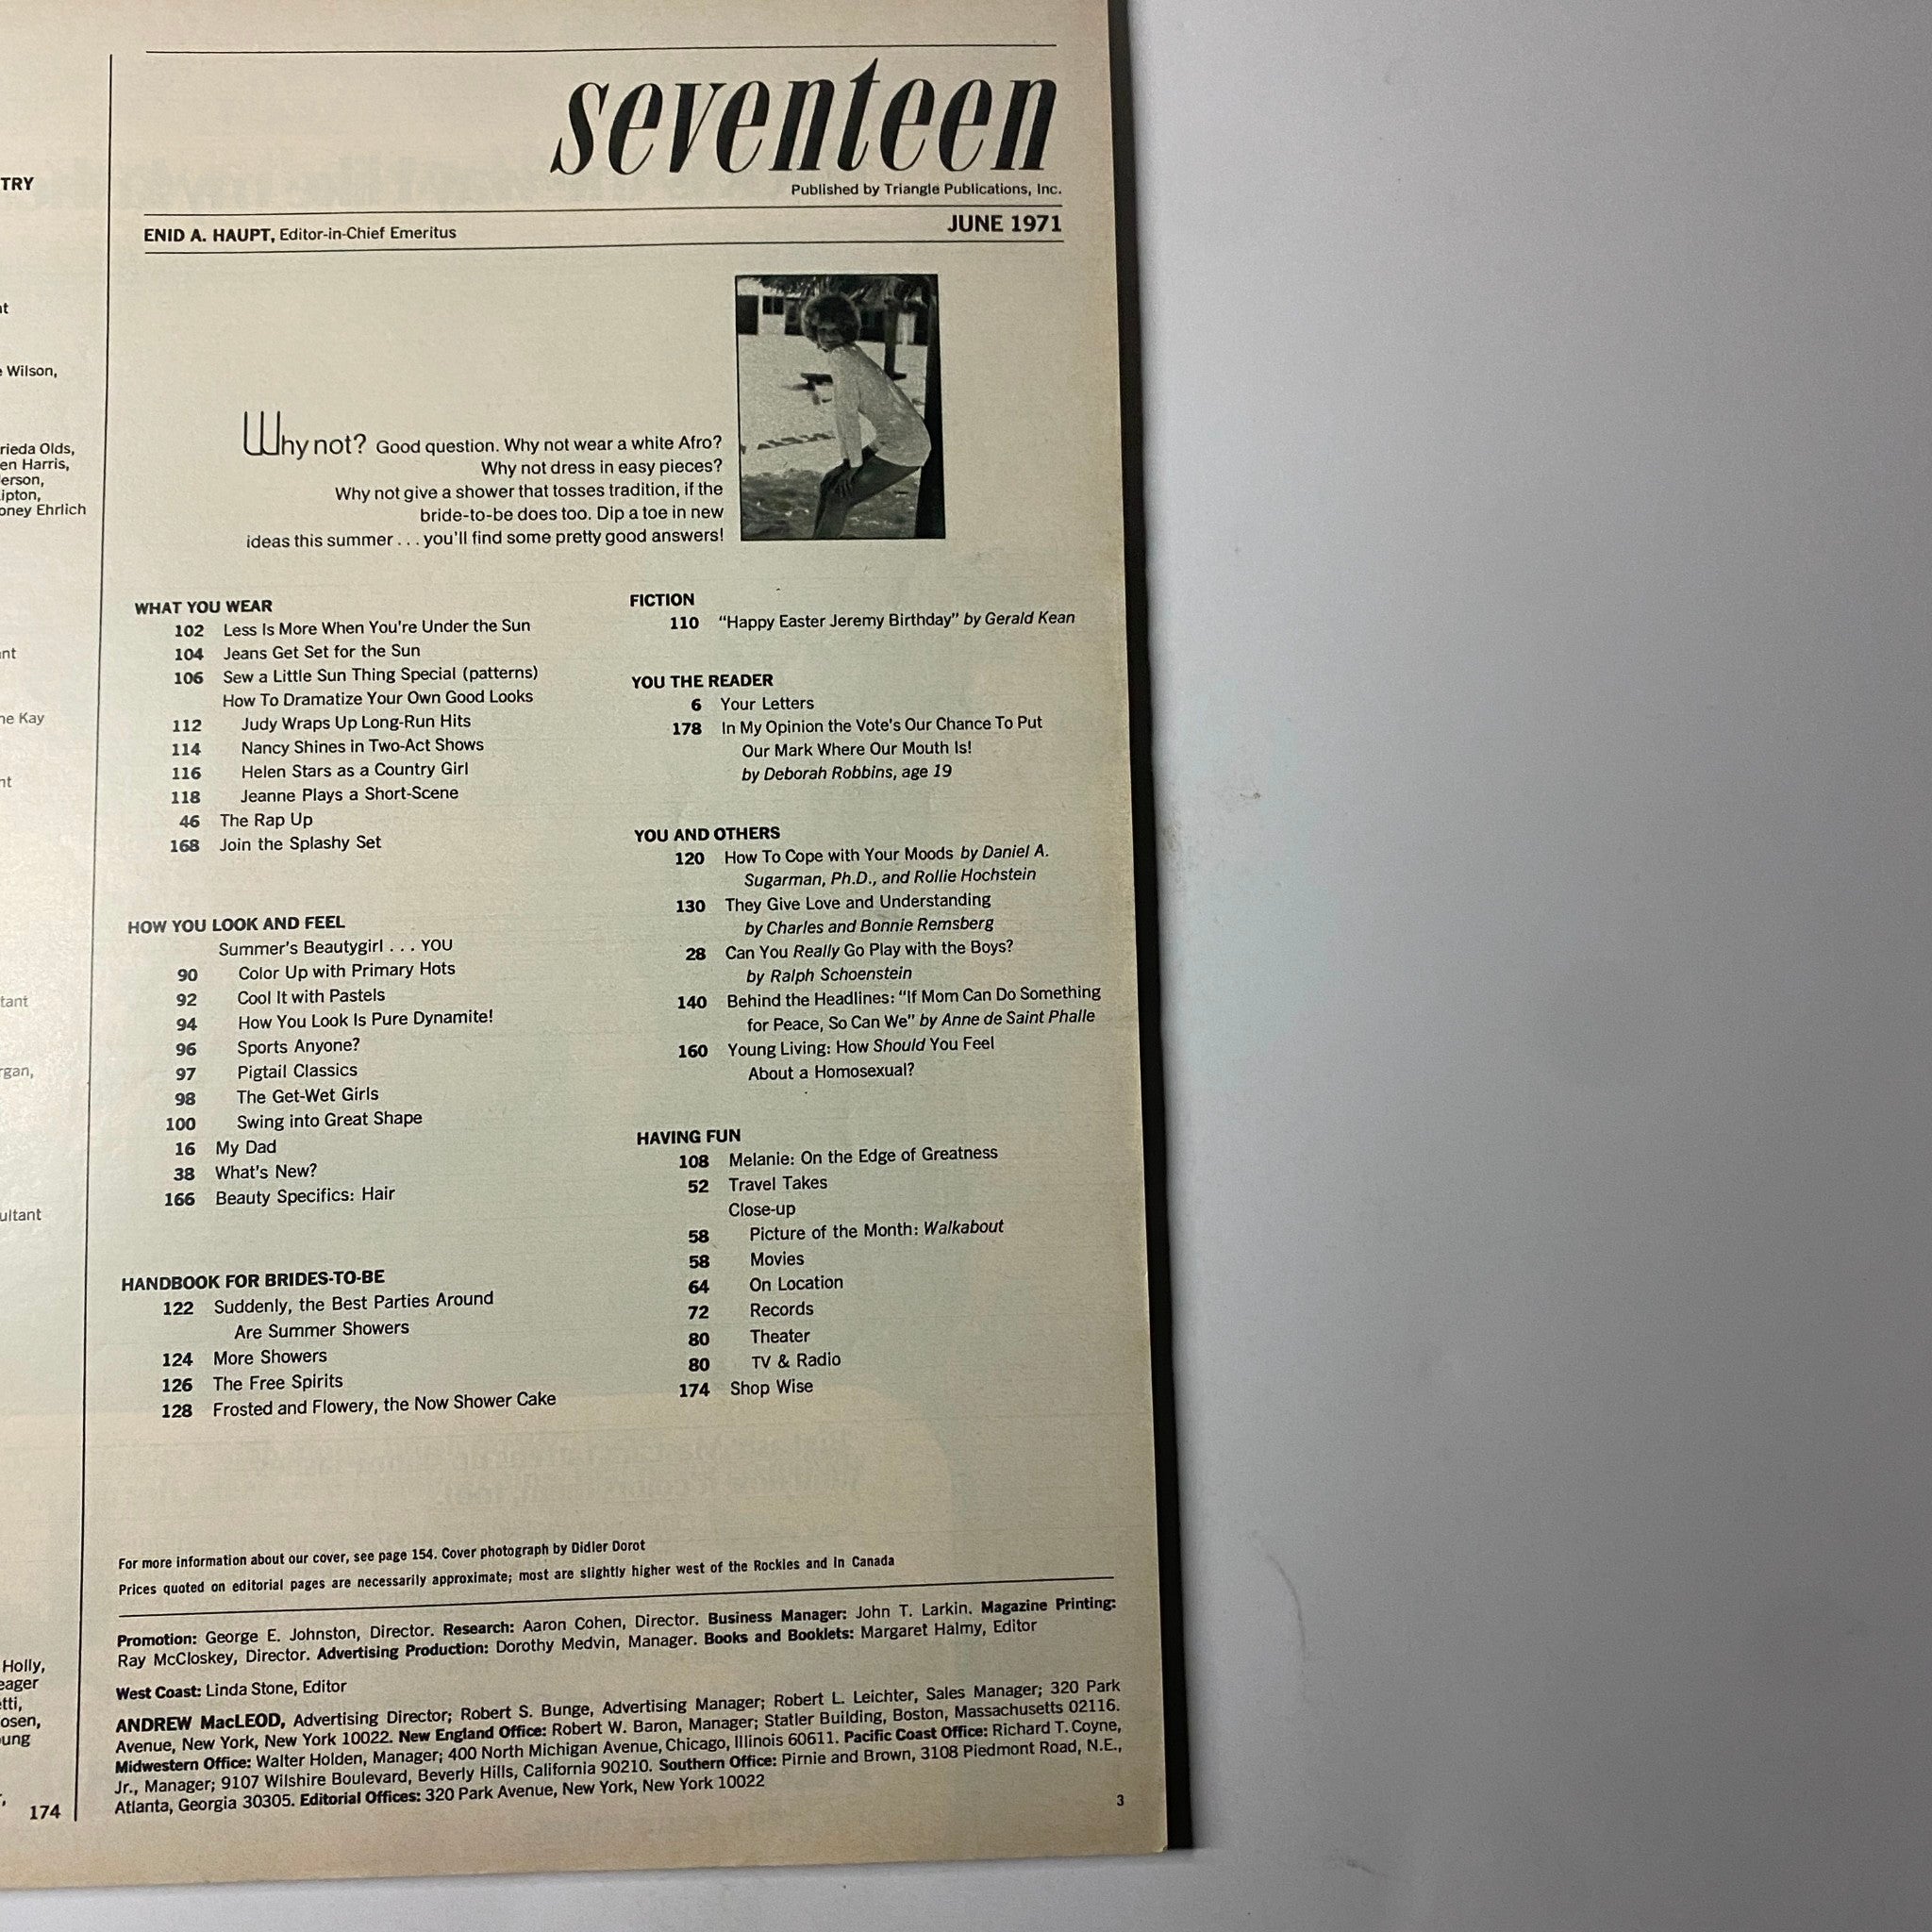 TRY
nt
Wilson,
rieda Olds,
en Harris,
erson,
ipton,
oney Ehrlich
nt
ne Kay
nt
tant
rgan,
ultant
Holly,
eager
tti,
osen,
ung
174
seventeen
Published by Triangle Publications, Inc.
JUNE 1971
ENID A. HAUPT, Editor-in-Chief Emeritus
Why not? Good question. Why not wear a white Afro?
Why not dress in easy pieces?
Why not give a shower that tosses tradition, if the
bride-to-be does too. Dip a toe in new
ideas this summer . . . you'll find some pretty good answers!
WHAT YOU WEAR
102 Less Is More When You're Under the Sun
104 Jeans Get Set for the Sun
106 Sew a Little Sun Thing Special (patterns)
How To Dramatize Your Own Good Looks
112 Judy Wraps Up Long-Run Hits
114 Nancy Shines in Two-Act Shows
116 Helen Stars as a Country Girl
118 Jeanne Plays a Short-Scene
46 The Rap Up
168 Join the Splashy Set
HOW YOU LOOK AND FEEL
Summer's Beautygirl . . . YOU
90 Color Up with Primary Hots
92 Cool It with Pastels
94 How You Look Is Pure Dynamite!
96 Sports Anyone?
97 Pigtail Classics
98 The Get-Wet Girls
100 Swing into Great Shape
16 My Dad
38 What's New?
166 Beauty Specifics: Hair
HANDBOOK FOR BRIDES-TO-BE
122 Suddenly, the Best Parties Around
Are Summer Showers
124 More Showers
126 The Free Spirits
128 Frosted and Flowery, the Now Shower Cake
FICTION
110 "Happy Easter Jeremy Birthday" by Gerald Kean
YOU THE READER
6 Your Letters
178 In My Opinion the Vote's Our Chance To Put
Our Mark Where Our Mouth Is!
by Deborah Robbins, age 19
YOU AND OTHERS
120 How To Cope with Your Moods by Daniel A.
Sugarman, Ph.D., and Rollie Hochstein
130 They Give Love and Understanding
by Charles and Bonnie Remsberg
28 Can You Really Go Play with the Boys?
by Ralph Schoenstein
140 Behind the Headlines: "If Mom Can Do Something
for Peace, So Can We" by Anne de Saint Phalle
160 Young Living: How Should You Feel
About a Homosexual?
HAVING FUN
108 Melanie: On the Edge of Greatness
52 Travel Takes
Close-up
58 Picture of the Month: Walkabout
58 Movies
64 On Location
72 Records
80 Theater
80 TV & Radio
174 Shop Wise
For more information about our cover, see page 154. Cover photograph by Didier Dorot
Prices quoted on editorial pages are necessarily approximate; most are slightly higher west of the Rockies and in Canada
Promotion: George E. Johnston, Director. Research: Aaron Cohen, Director. Business Manager: John T. Larkin. Magazine Printing:
Ray McCloskey, Director. Advertising Production: Dorothy Medvin, Manager. Books and Booklets: Margaret Halmy, Editor
West Coast: Linda Stone, Editor
ANDREW MacLEOD, Advertising Director; Robert S. Bunge, Advertising Manager; Robert L. Leichter, Sales Manager; 320 Park
Avenue, New York, New York 10022. New England Office: Robert W. Baron, Manager; Statler Building, Boston, Massachusetts 02116.
Midwestern Office: Walter Holden, Manager; 400 North Michigan Avenue, Chicago, Illinois 60611. Pacific Coast Office: Richard T. Coyne,
Jr., Manager; 9107 Wilshire Boulevard, Beverly Hills, California 90210. Southern Office: Pirnie and Brown, 3108 Piedmont Road, N.E.,
Atlanta, Georgia 30305. Editorial Offices: 320 Park Avenue, New York, New York 10022
3